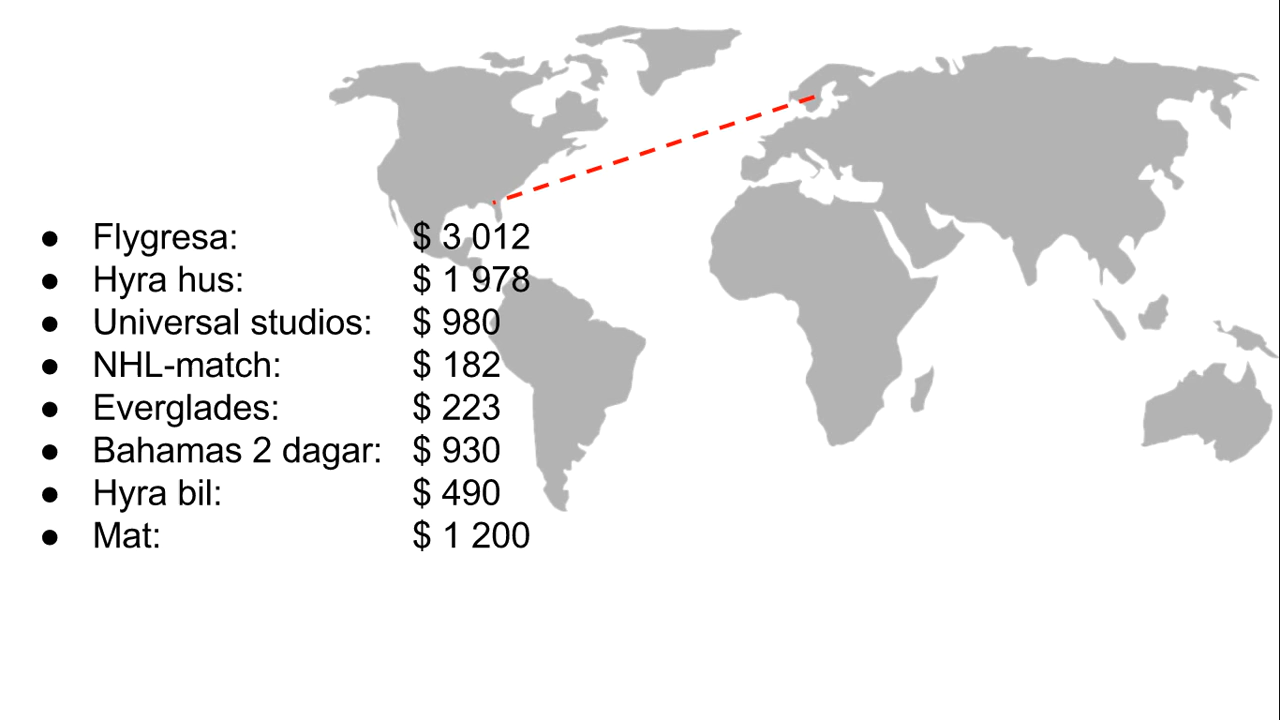 ● Flygresa: $ 3 012
● Hyra hus: $ 1 978
● Universal studios: $ 980
● NHL-match: $ 182
● Everglades: $ 223
● Bahamas 2 dagar: $ 930
● Hyra bil: $ 490
● Mat: $ 1 200